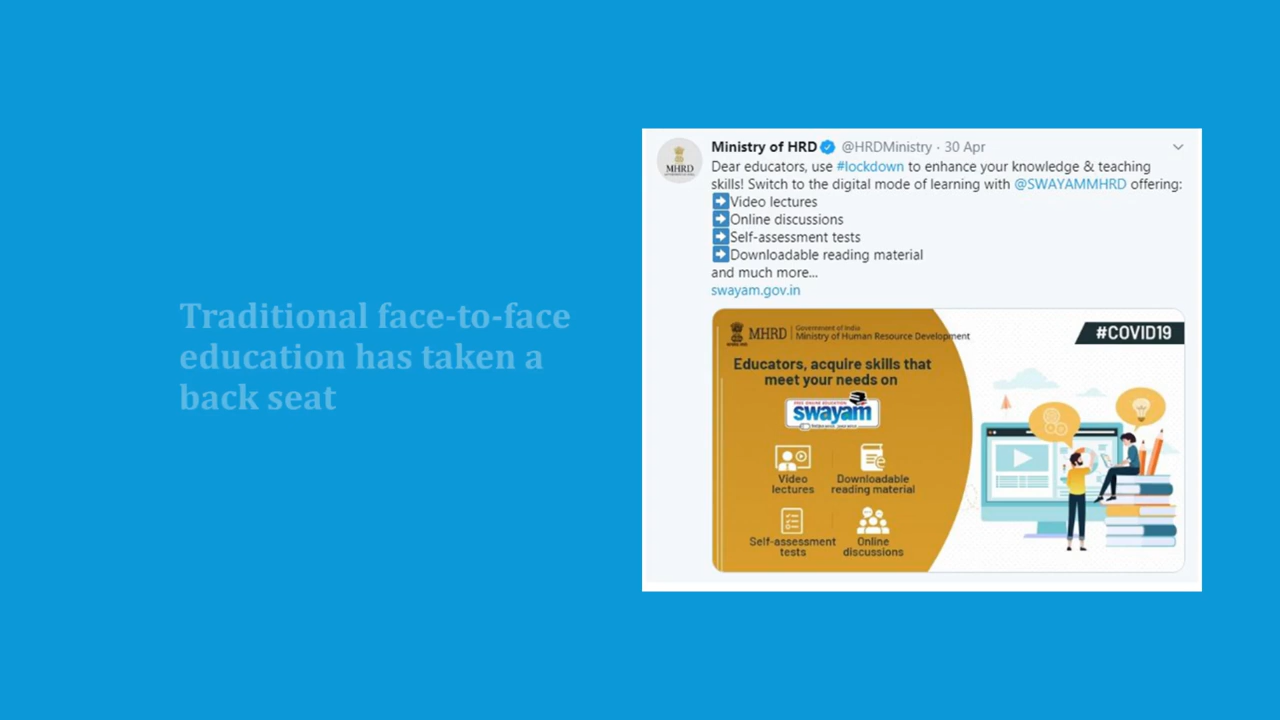 Traditional face-to-face
education has taken a
back seat
Ministry of HRD @HRDMinistry · 30 Apr
MHRD
Dear educators, use #lockdown to enhance your knowledge & teaching
skills! Switch to the digital mode of learning with @SWAYAMMHRD offering:
➡Video lectures
➡Online discussions
➡Self-assessment tests
➡Downloadable reading material
and much more...
swayam.gov.in
MHRD
Government of India
Ministry of Human Resource Development
#COVID19
Educators, acquire skills that
meet your needs on
FREE ONLINE EDUCATION
swayam
Video
lectures
Downloadable
reading material
Self-assessment
tests
Online
discussions